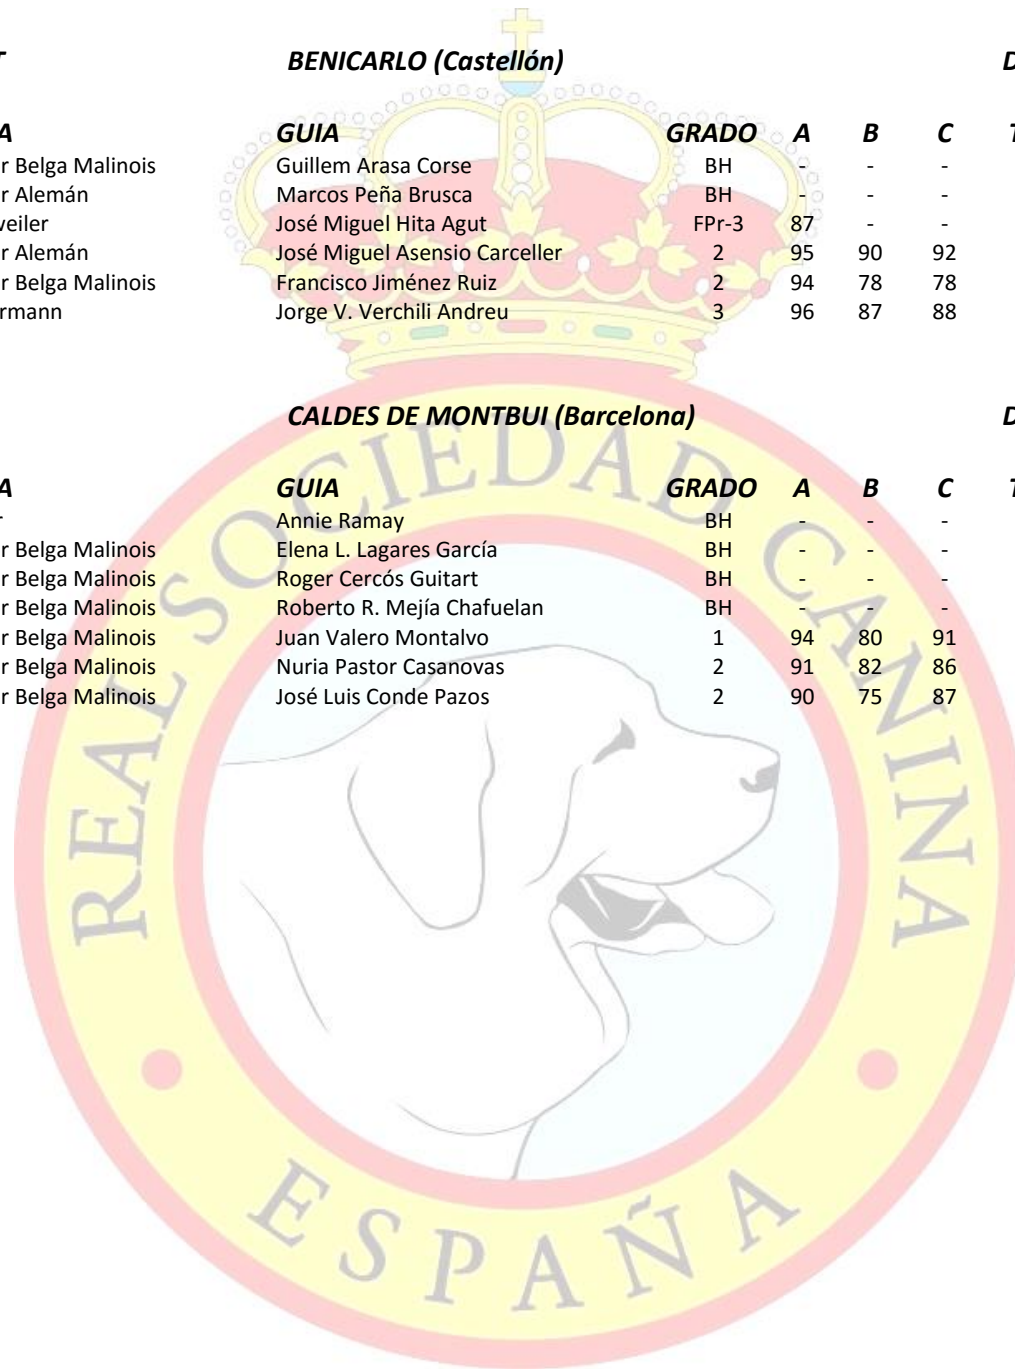 T BENICARLO (Castellón) D
A GUIA GRADO A B C T
r Belga Malinois Guillem Arasa Corse BH - - -
r Alemán Marcos Peña Brusca BH - - -
weiler José Miguel Hita Agut FPr-3 87 - -
r Alemán José Miguel Asensio Carceller 2 95 90 92
r Belga Malinois Francisco Jiménez Ruiz 2 94 78 78
rmann Jorge V. Verchili Andreu 3 96 87 88
CALDES DE MONTBUI (Barcelona) D
A GUIA GRADO A B C T
r Annie Ramay BH - - -
r Belga Malinois Elena L. Lagares García BH - - -
r Belga Malinois Roger Cercós Guitart BH - - -
r Belga Malinois Roberto R. Mejía Chafuelan BH - - -
r Belga Malinois Juan Valero Montalvo 1 94 80 91
r Belga Malinois Nuria Pastor Casanovas 2 91 82 86
r Belga Malinois José Luis Conde Pazos 2 90 75 87
REAL SOCIEDAD CANINA
ESPAÑA